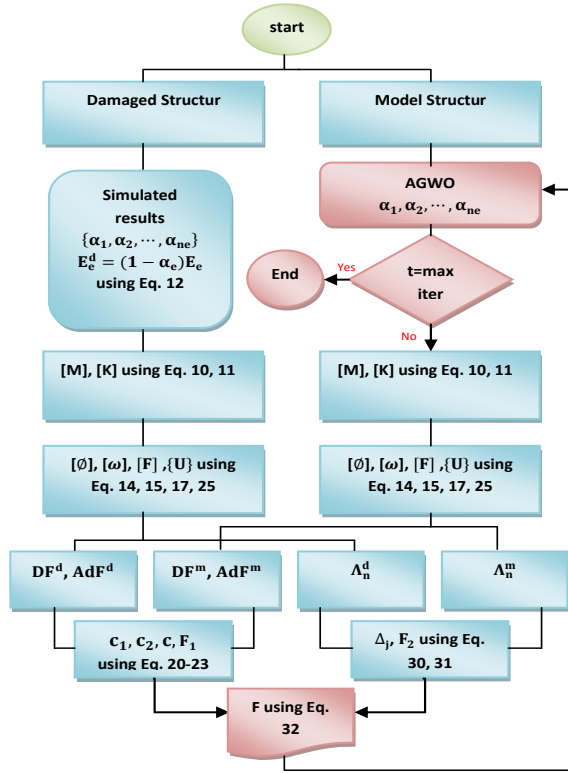 start
Damaged Structur
Model Structur
Simulated
results
{α₁, α₂, ⋯, αₙₑ}
Eₑᵈ = (1 − αₑ)Eₑ
using Eq. 12
AGWO
α₁, α₂, ⋯, αₙₑ
End
Yes
t=max
iter
No
[M], [K] using Eq. 10, 11
[M], [K] using Eq. 10, 11
[Ø], [ω], [F] ,{U} using
Eq. 14, 15, 17, 25
[Ø], [ω], [F] ,{U} using
Eq. 14, 15, 17, 25
DFᵈ, AdFᵈ
DFᵐ, AdFᵐ
Λₙᵈ
Λₙᵐ
c₁, c₂, c, F₁
using Eq. 20-23
Δⱼ, F₂ using Eq.
30, 31
F using Eq.
32